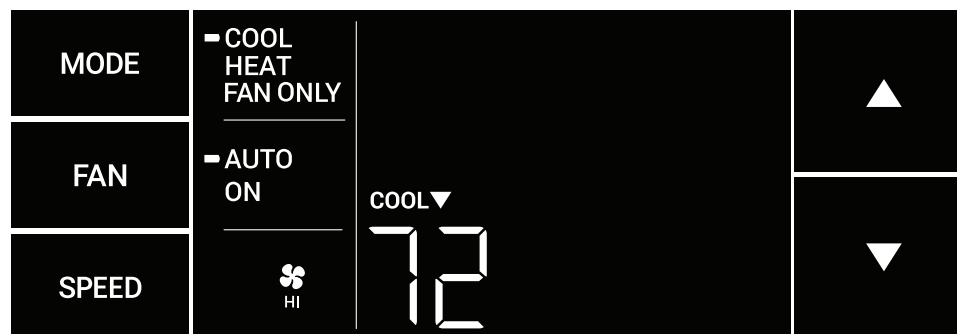 MODE
FAN
SPEED
COOL
HEAT
FAN ONLY
AUTO
ON
HI
COOL
72